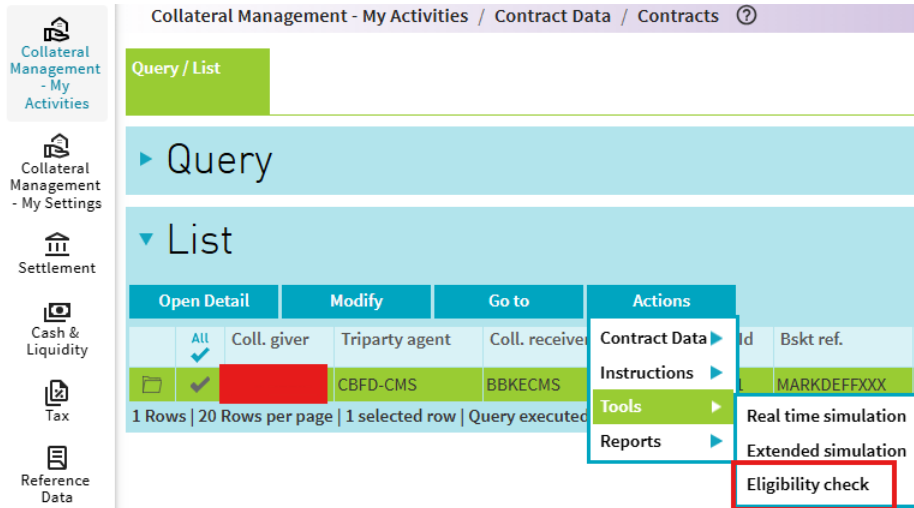 Collateral Management - My Activities / Contract Data / Contracts ?
Collateral
Management
- My
Activities
Collateral
Management
- My Settings
Settlement
Cash &
Liquidity
Tax
Reference
Data
Query / List
Query
List
Open Detail Modify Go to Actions
All Coll. giver Triparty agent Coll. receive Id Bskt ref.
CBFD-CMS BBKECMS 1 MARKDEFFXXX
1 Rows | 20 Rows per page | 1 selected row | Query executed
Contract Data
Instructions
Tools
Reports
Real time simulation
Extended simulation
Eligibility check